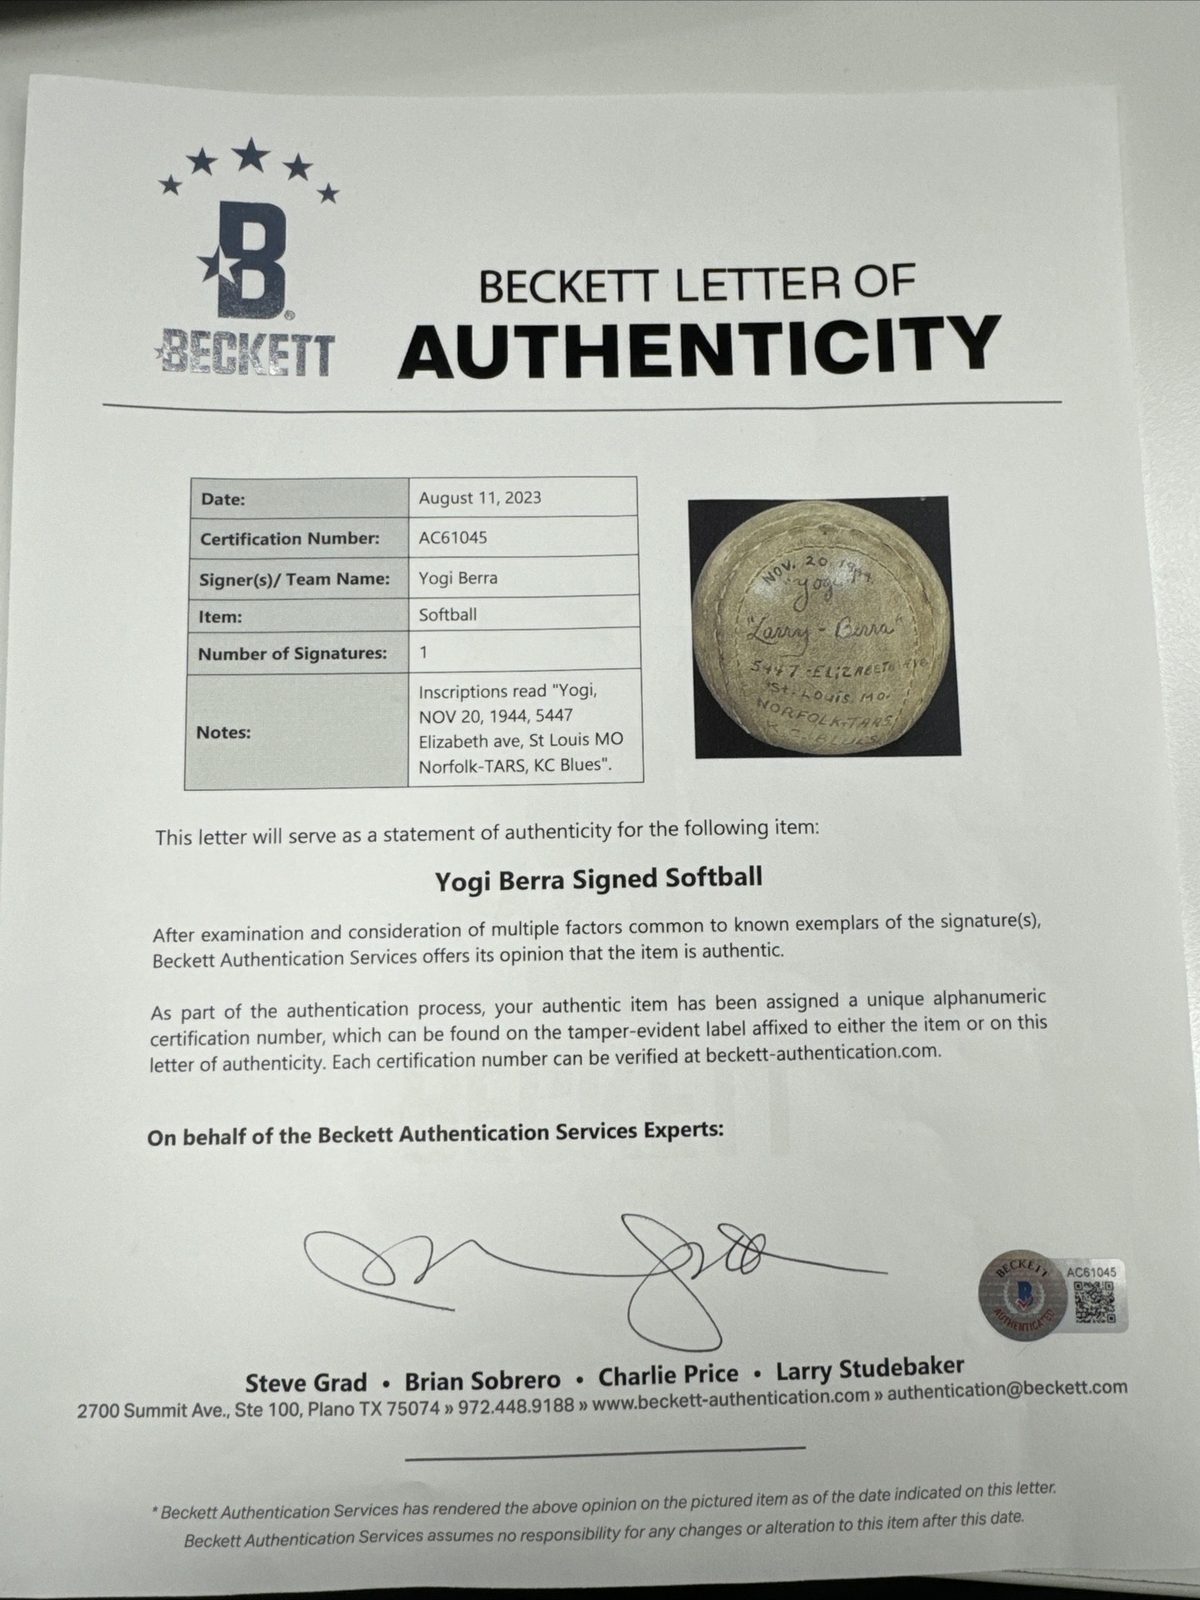 BECKETT
BECKETT LETTER OF
AUTHENTICITY
Date: August 11, 2023
Certification Number: AC61045
Signer(s)/ Team Name: Yogi Berra
Item: Softball
Number of Signatures: 1
Notes: Inscriptions read "Yogi,
NOV 20, 1944, 5447
Elizabeth ave, St Louis MO
Norfolk-TARS, KC Blues".
NOV. 20, 1944.
"Yogi"
"Larry - Berra"
5447-ELIZABETH AVE
St. Louis. MO.
NORFOLK-TARS
K.C. BLUES
This letter will serve as a statement of authenticity for the following item:
Yogi Berra Signed Softball
After examination and consideration of multiple factors common to known exemplars of the signature(s),
Beckett Authentication Services offers its opinion that the item is authentic.
As part of the authentication process, your authentic item has been assigned a unique alphanumeric
certification number, which can be found on the tamper-evident label affixed to either the item or on this
letter of authenticity. Each certification number can be verified at beckett-authentication.com.
On behalf of the Beckett Authentication Services Experts:
BECKETT
AUTHENTICATED
AC61045
Steve Grad • Brian Sobrero • Charlie Price • Larry Studebaker
2700 Summit Ave., Ste 100, Plano TX 75074 » 972.448.9188 » www.beckett-authentication.com » authentication@beckett.com
* Beckett Authentication Services has rendered the above opinion on the pictured item as of the date indicated on this letter.
Beckett Authentication Services assumes no responsibility for any changes or alteration to this item after this date.